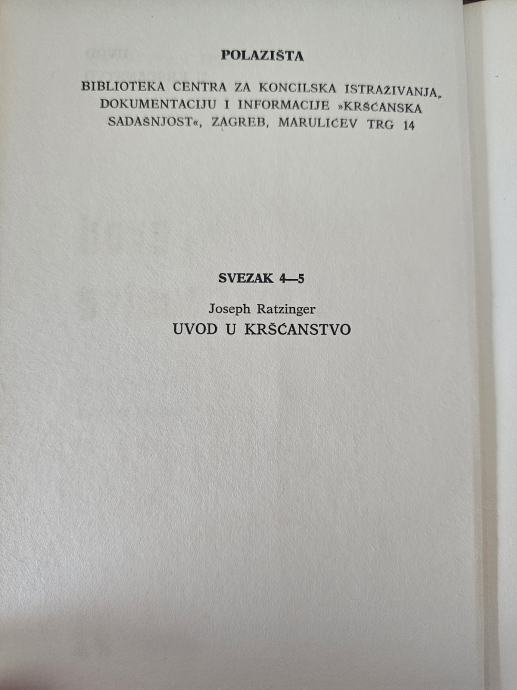 POLAZIŠTA
BIBLIOTEKA CENTRA ZA KONCILSKA ISTRAŽIVANJA,
DOKUMENTACIJU I INFORMACIJE »KRŠĆANSKA
SADAŠNJOST«, ZAGREB, MARULIĆEV TRG 14
SVEZAK 4—5
Joseph Ratzinger
UVOD U KRŠĆANSTVO